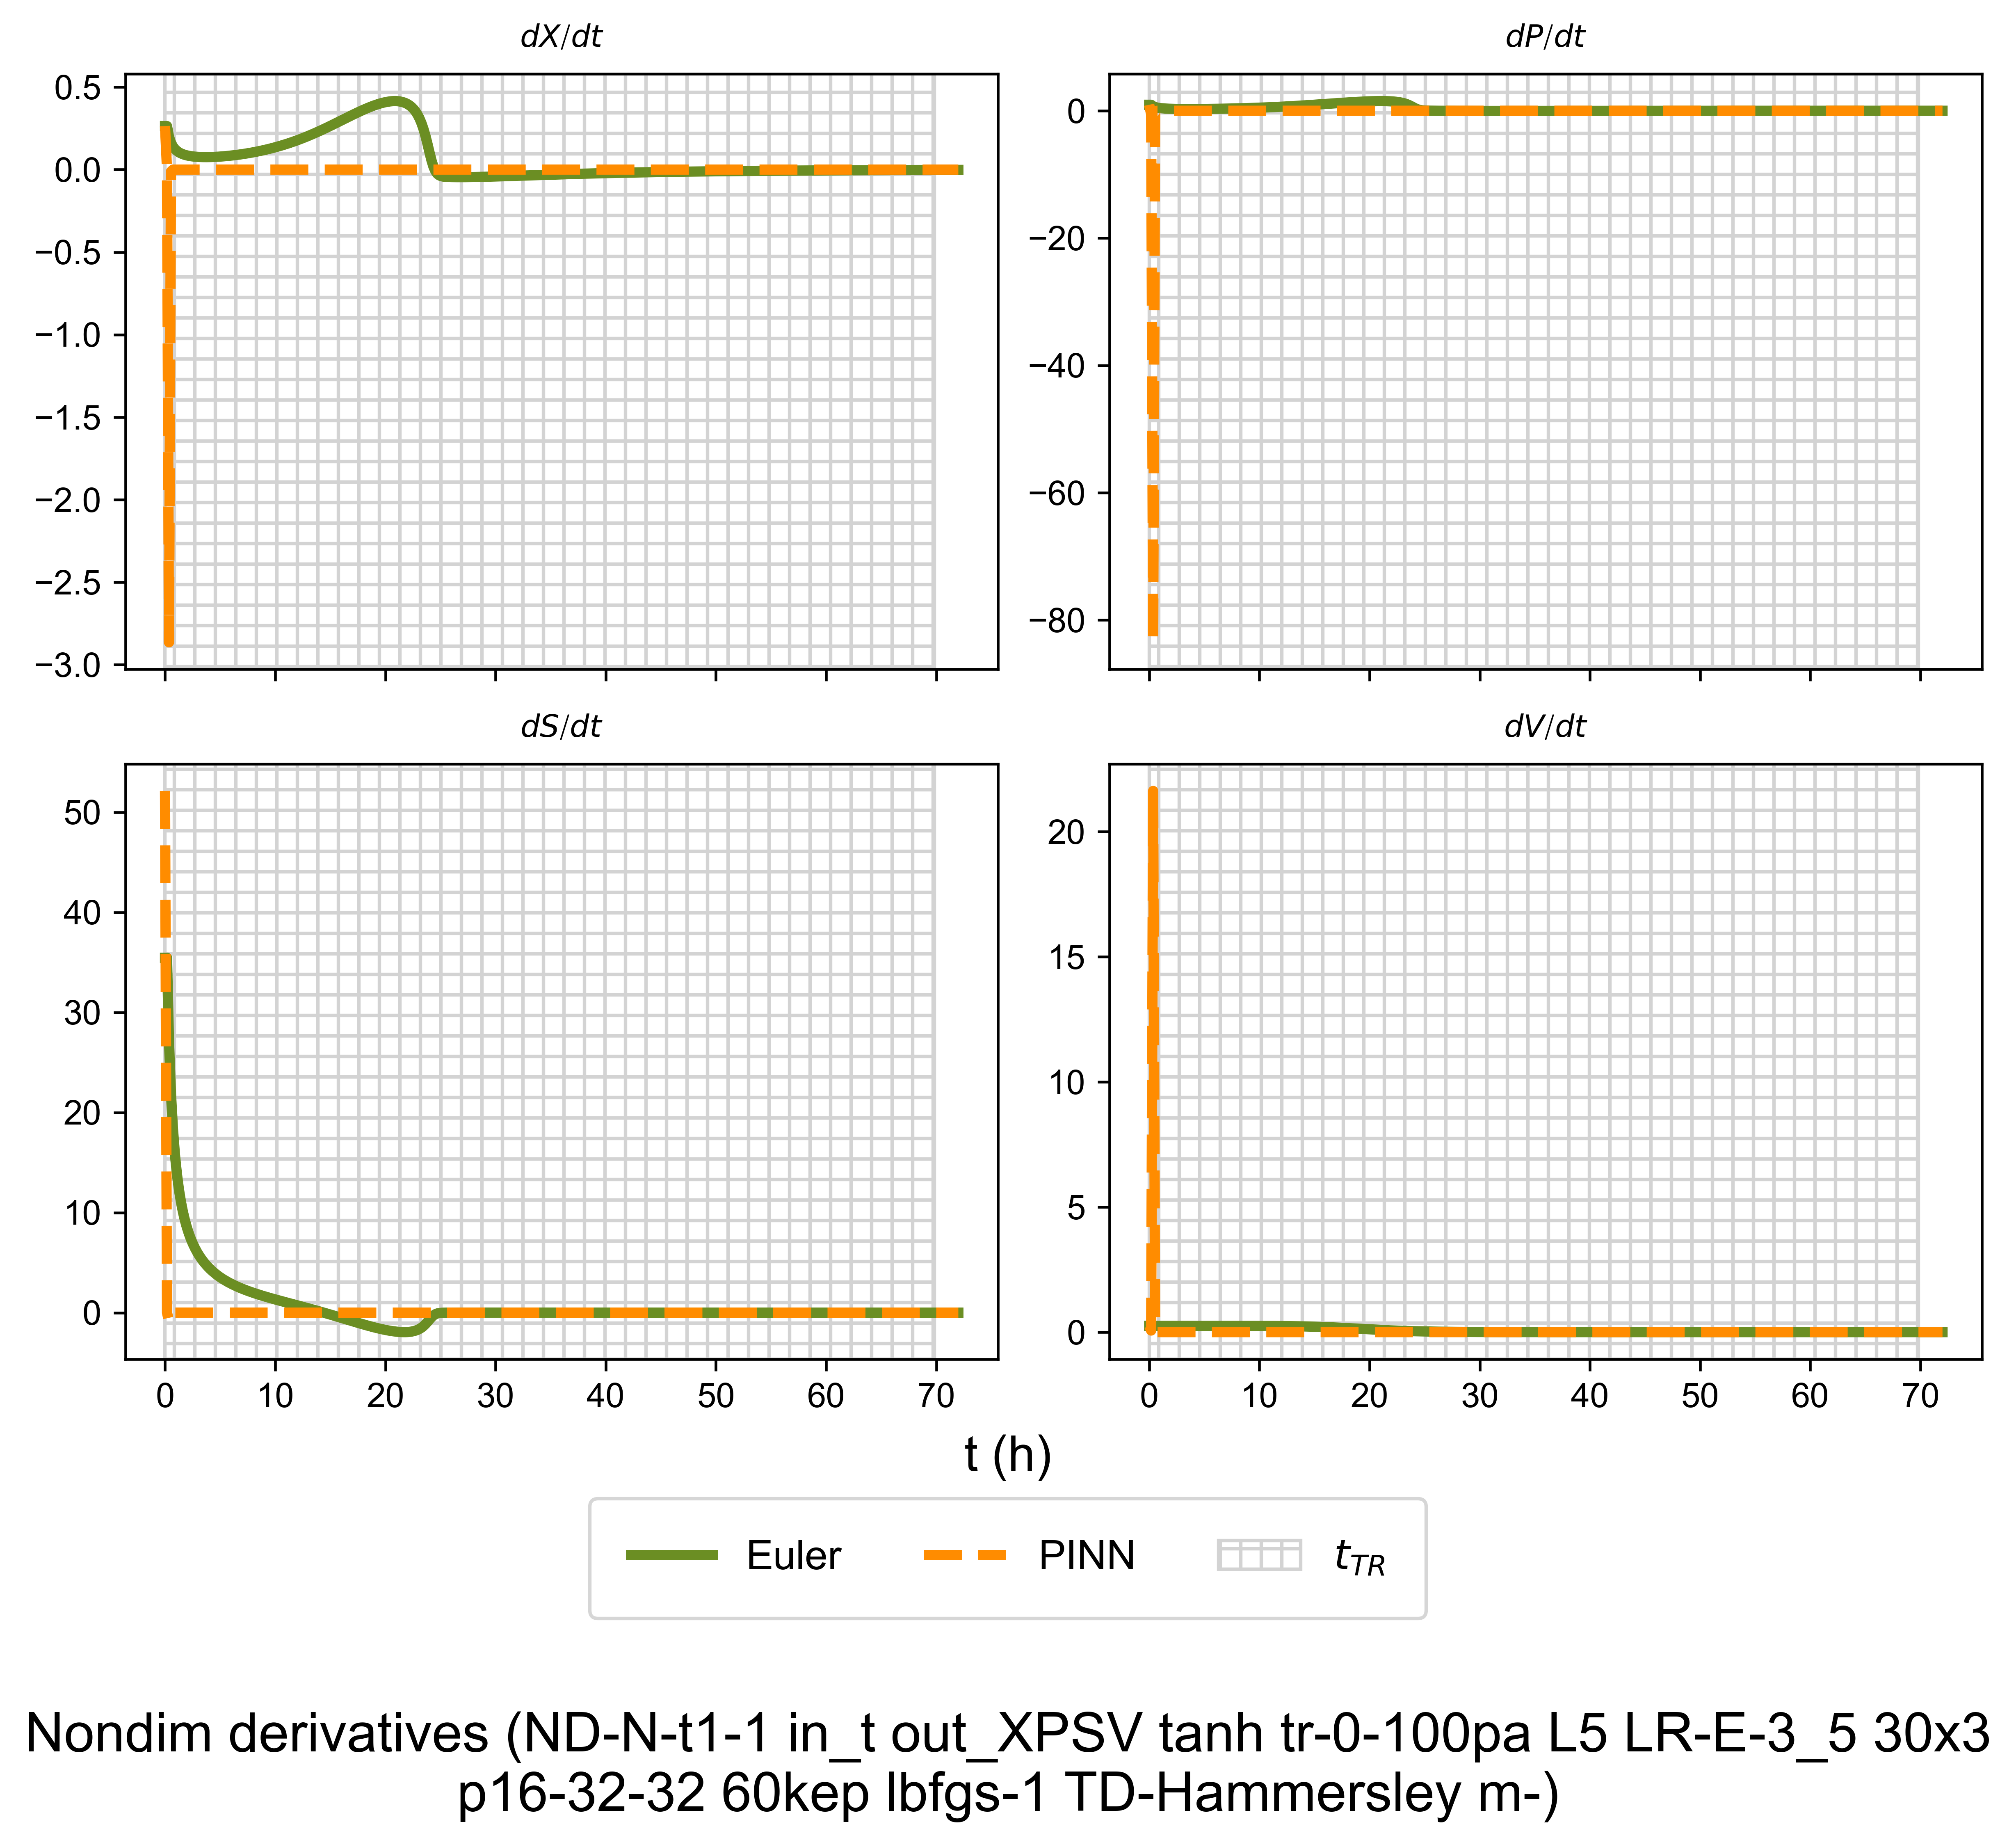 dX/dt
dP/dt
0.5
0.0
−0.5
−1.0
−1.5
−2.0
−2.5
−3.0
0
−20
−40
−60
−80
dS/dt
dV/dt
50
40
30
20
10
0
0 10 20 30 40 50 60 70
20
15
10
5
0
0 10 20 30 40 50 60 70
t (h)
Euler PINN t_TR
Nondim derivatives (ND-N-t1-1 in_t out_XPSV tanh tr-0-100pa L5 LR-E-3_5 30x3
p16-32-32 60kep lbfgs-1 TD-Hammersley m-)